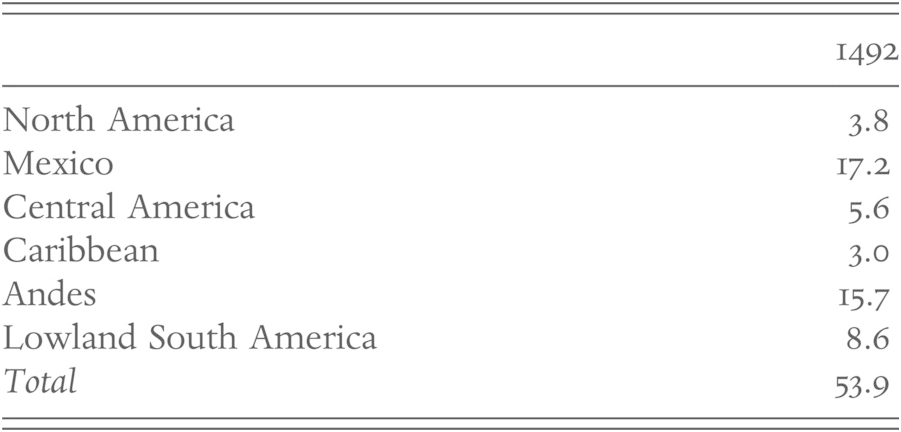 1492
North America 3.8
Mexico 17.2
Central America 5.6
Caribbean 3.0
Andes 15.7
Lowland South America 8.6
Total 53.9